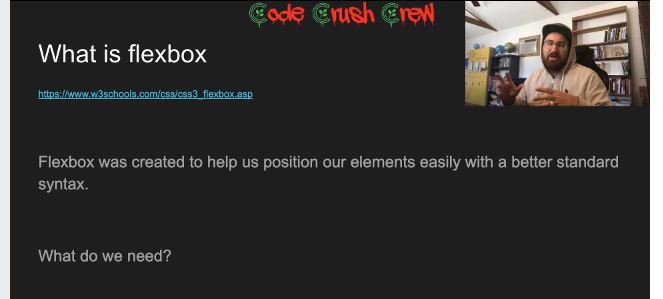 Code Crush Crew
What is flexbox
https://www.w3schools.com/css/css3_flexbox.asp
Flexbox was created to help us position our elements easily with a better standard
syntax.
What do we need?